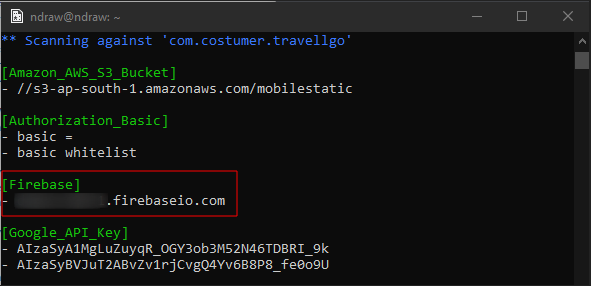 ndraw@ndraw: ~
** Scanning against 'com.costumer.travellgo'
[Amazon_AWS_S3_Bucket]
- //s3-ap-south-1.amazonaws.com/mobilestatic
[Authorization_Basic]
- basic =
- basic whitelist
[Firebase]
- .firebaseio.com
[Google_API_Key]
- AIzaSyA1MgLuZuyqR_OGY3ob3M52N46TDBRI_9k
- AIzaSyBVJuT2ABvZv1rjCvgQ4Yv6B8P8_fe0o9U